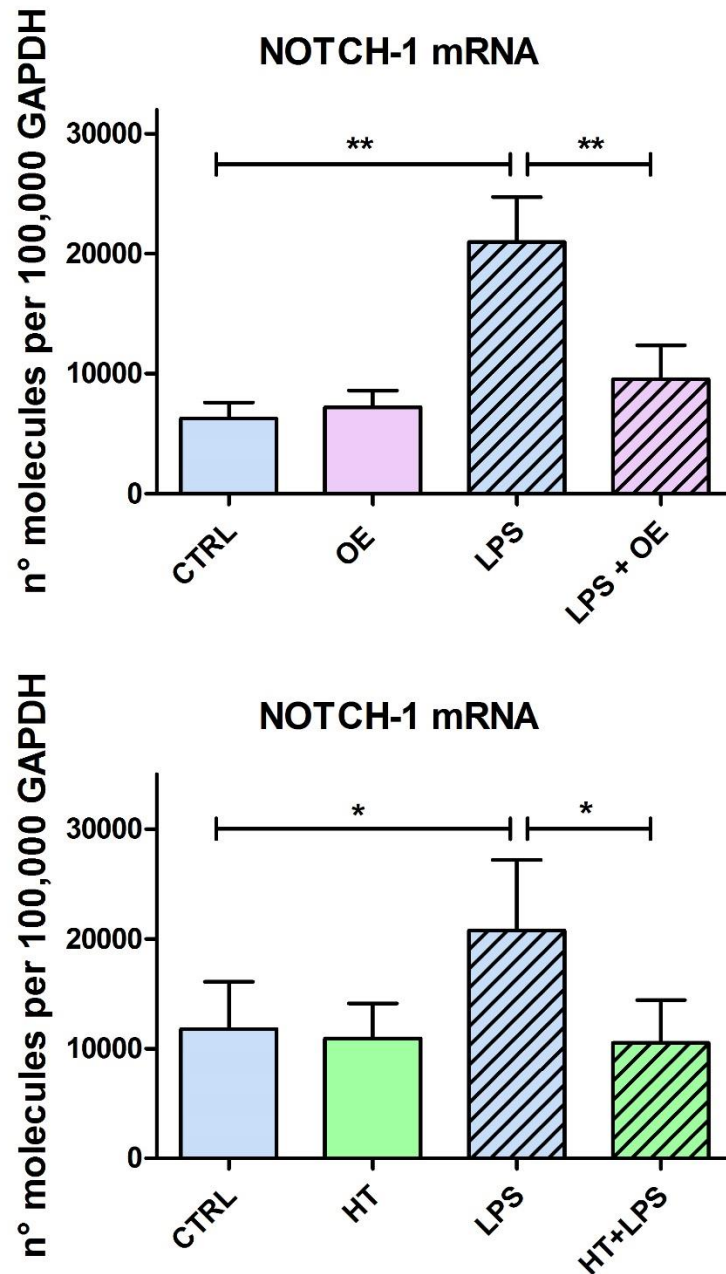 NOTCH-1 mRNA
n° molecules per 100,000 GAPDH
30000
20000
10000
0
**
**
CTRL
OE
LPS
LPS + OE
NOTCH-1 mRNA
n° molecules per 100,000 GAPDH
30000
20000
10000
0
*
*
CTRL
HT
LPS
HT+LPS